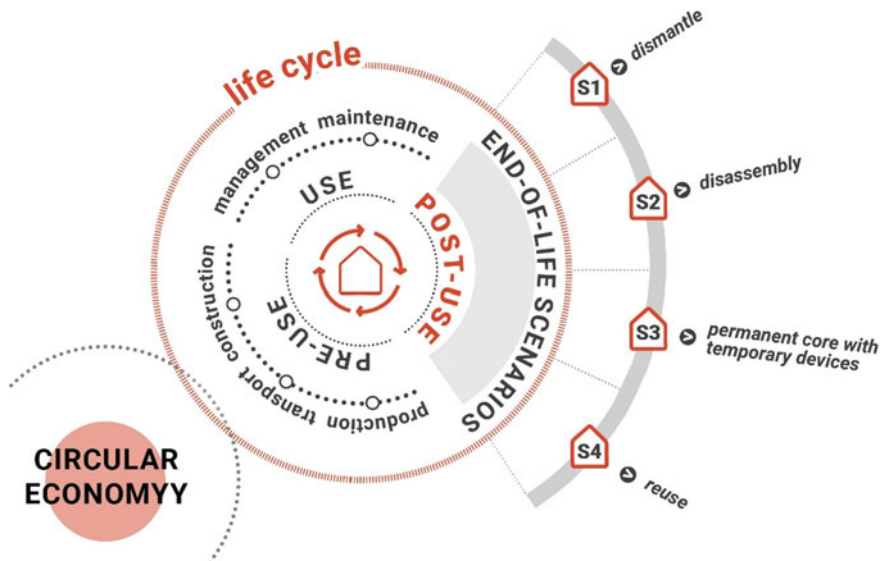 life cycle
management maintenance
USE
POST-USE
PRE-USE
production transport construction
END-OF-LIFE SCENARIOS
S1
dismantle
S2
disassembly
S3
permanent core with
temporary devices
S4
reuse
CIRCULAR
ECONOMYY